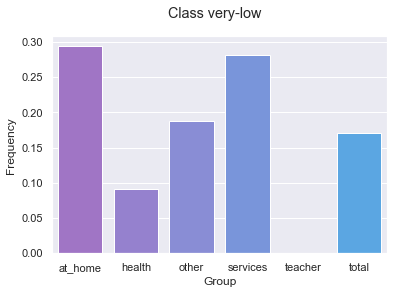 Class very-low
Frequency
0.30
0.25
0.20
0.15
0.10
0.05
0.00
at_home health other services teacher total
Group